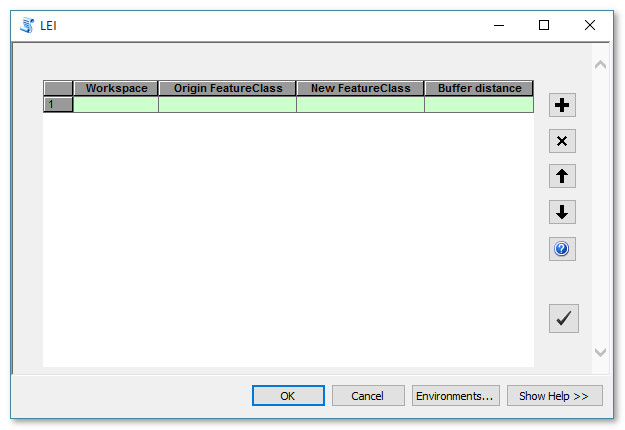 LEI
Workspace Origin FeatureClass New FeatureClass Buffer distance
1
?
OK Cancel Environments... Show Help >>